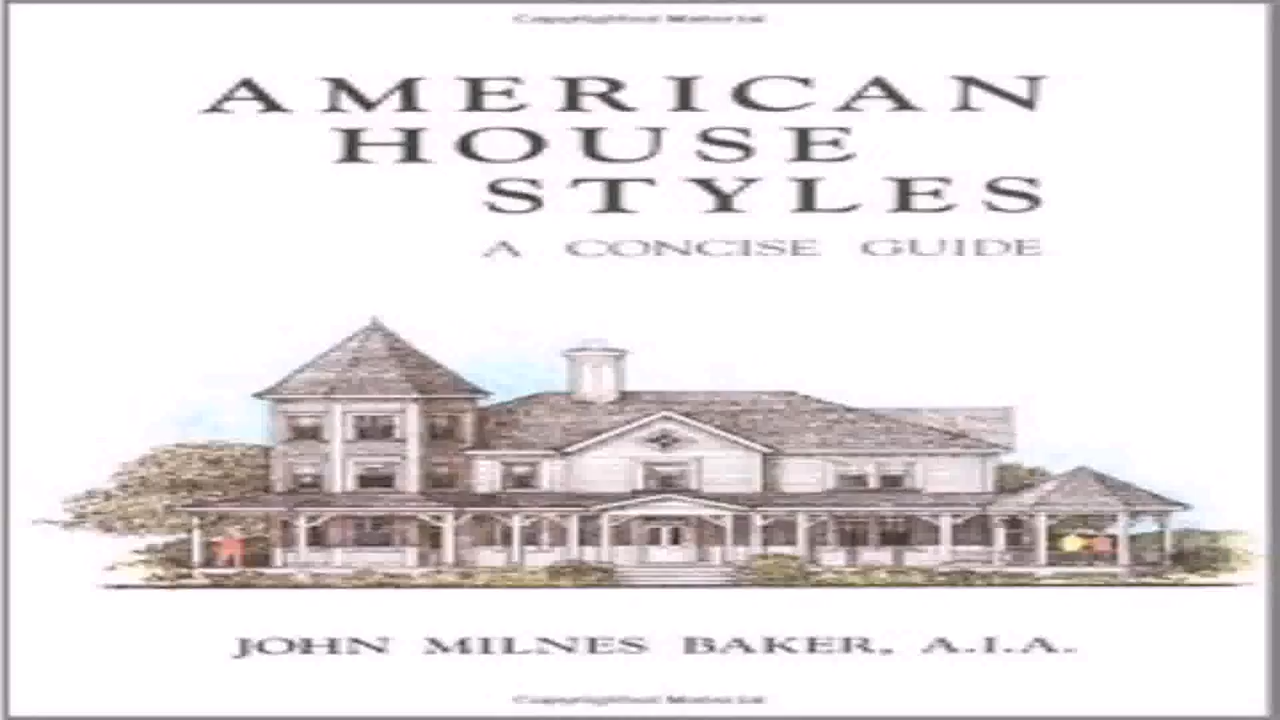 Copyrighted Material
AMERICAN
HOUSE
STYLES
A CONCISE GUIDE
JOHN MILNES BAKER, A.I.A.
Copyrighted Material